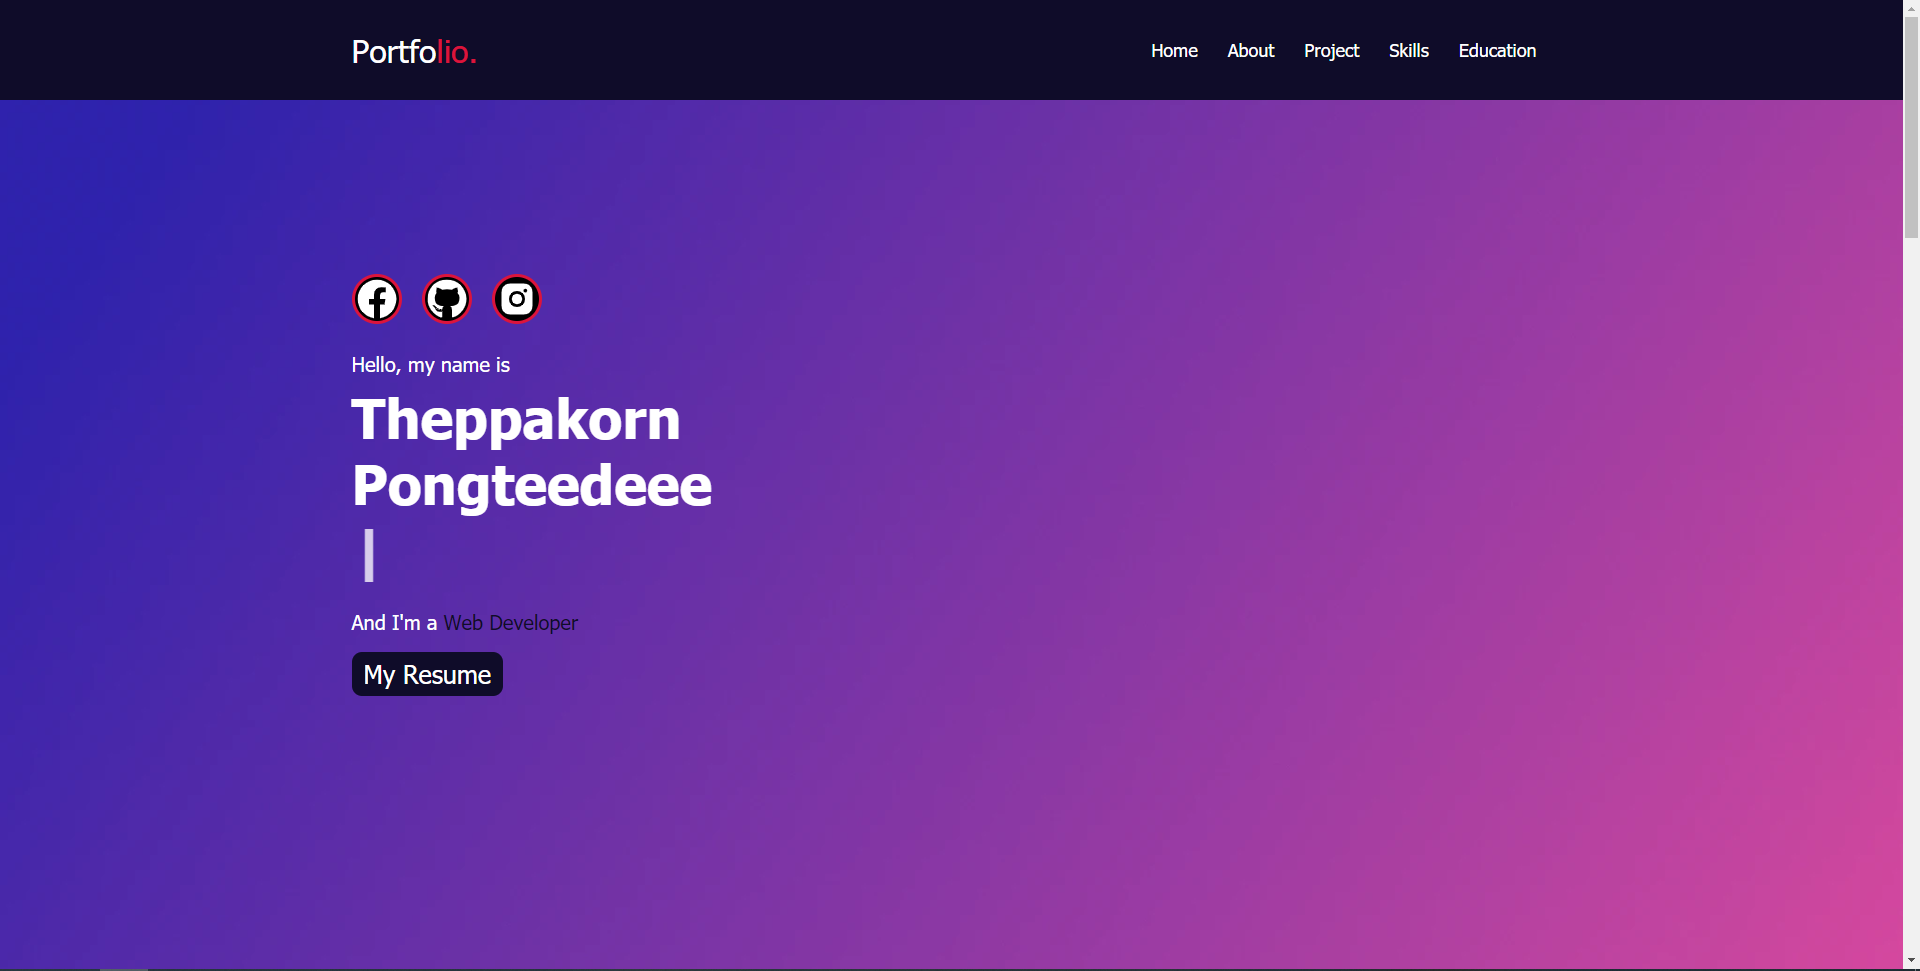 Portfolio.
Home About Project Skills Education
Hello, my name is
Theppakorn
Pongteedeee
And I'm a Web Developer
My Resume